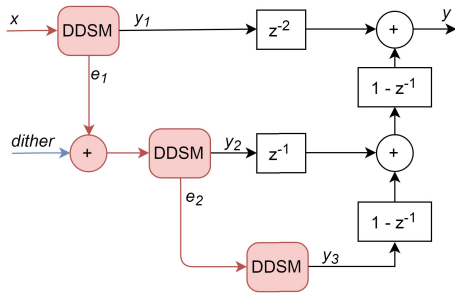 x DDSM y₁ z⁻² + y
e₁ 1 - z⁻¹
dither + DDSM y₂ z⁻¹ +
e₂ 1 - z⁻¹
DDSM y₃